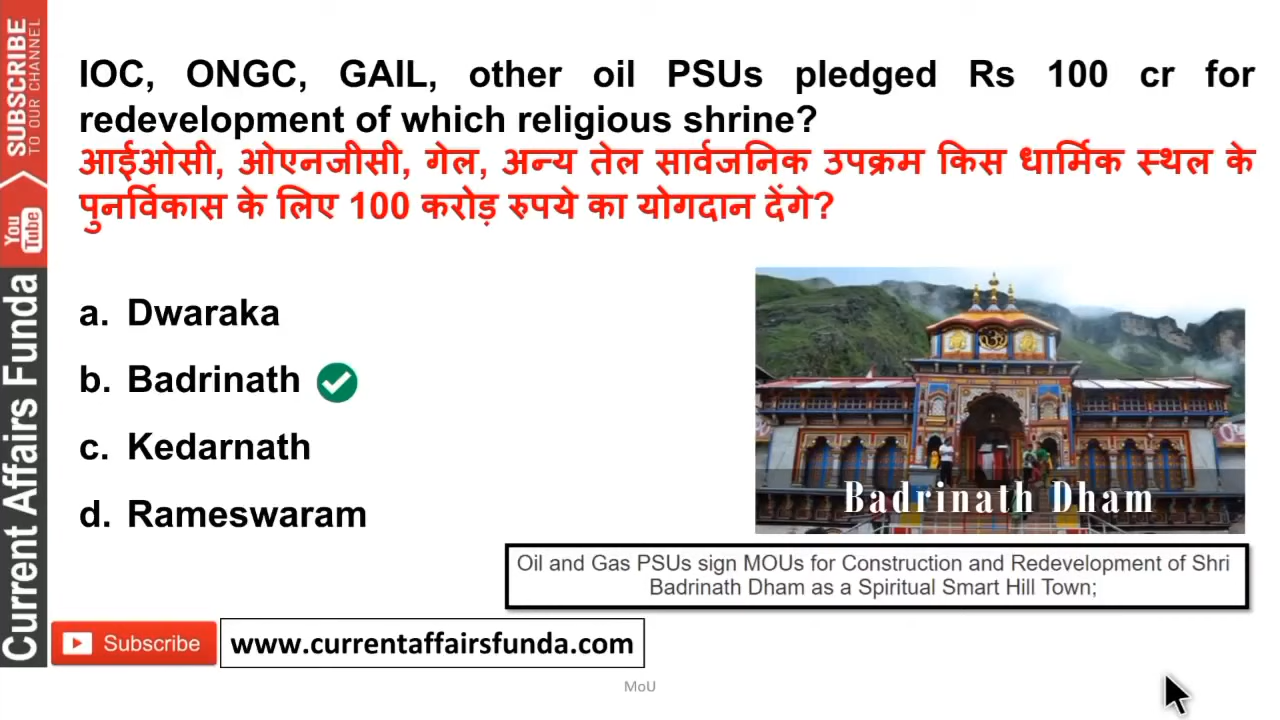 SUBSCRIBE
TO OUR CHANNEL
You
Tube
Current Affairs Funda
IOC, ONGC, GAIL, other oil PSUs pledged Rs 100 cr for
redevelopment of which religious shrine?
आईओसी, ओएनजीसी, गेल, अन्य तेल सार्वजनिक उपक्रम किस धार्मिक स्थल के
पुनर्विकास के लिए 100 करोड़ रुपये का योगदान देंगे?
a. Dwaraka
b. Badrinath
c. Kedarnath
d. Rameswaram
Badrinath Dham
Oil and Gas PSUs sign MOUs for Construction and Redevelopment of Shri
Badrinath Dham as a Spiritual Smart Hill Town;
Subscribe
www.currentaffairsfunda.com
MoU